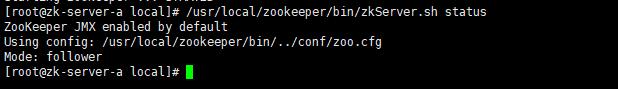 [root@zk-server-a local]# /usr/local/zookeeper/bin/zkServer.sh status
ZooKeeper JMX enabled by default
Using config: /usr/local/zookeeper/bin/../conf/zoo.cfg
Mode: follower
[root@zk-server-a local]#